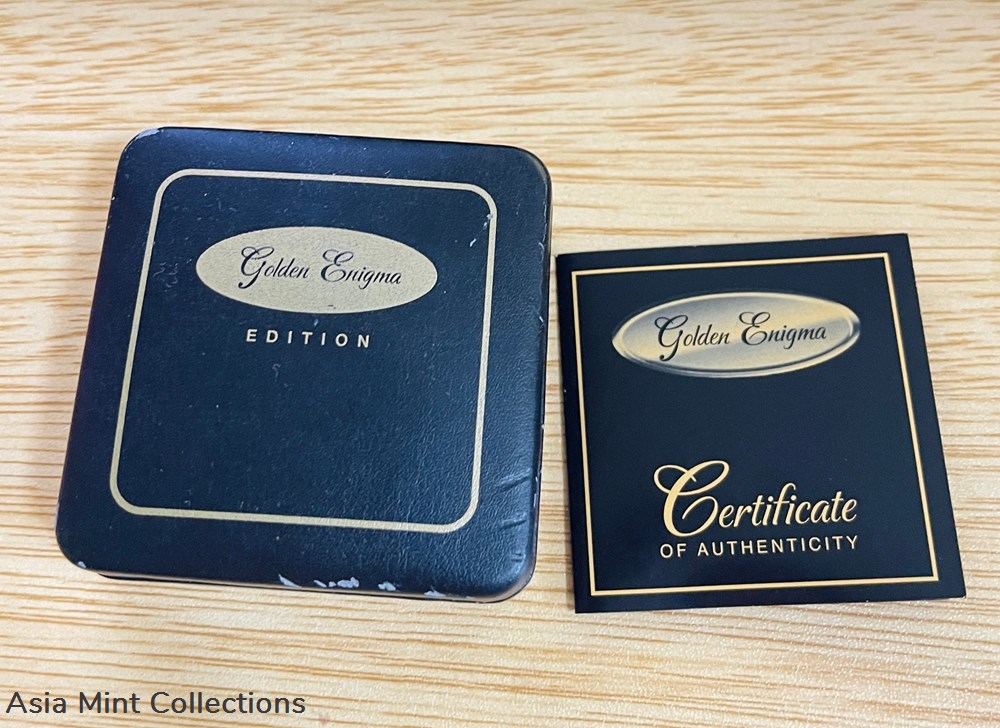 Golden Enigma
EDITION
Golden Enigma
Certificate
OF AUTHENTICITY
Asia Mint Collections